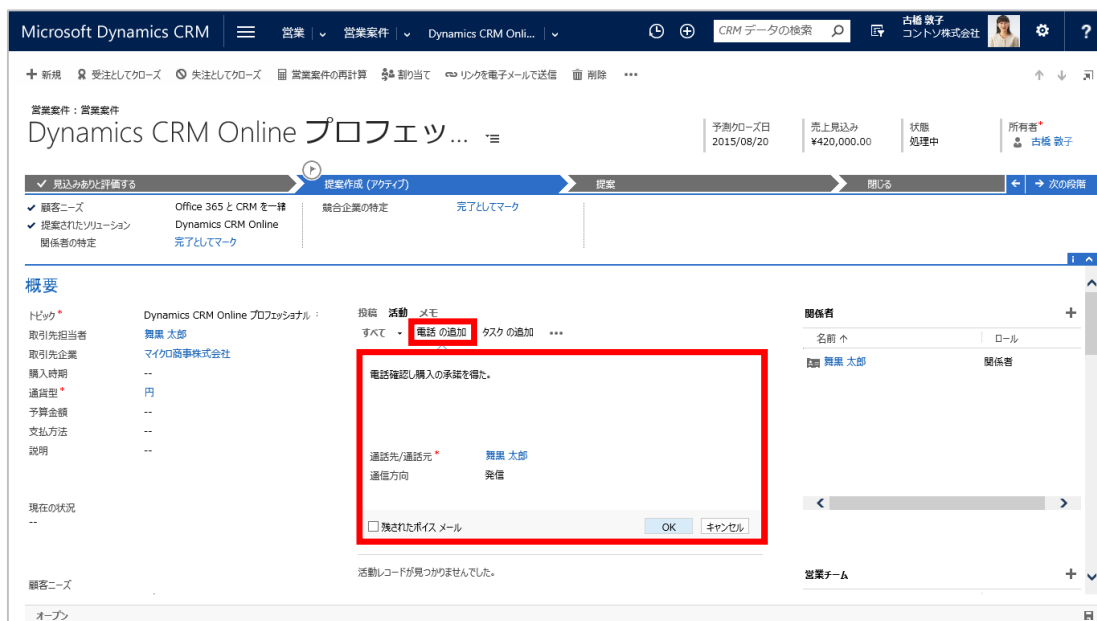 Microsoft Dynamics CRM 営業 営業案件 Dynamics CRM Onli... CRM データの検索 古橋 敦子 コントソ株式会社 ?
新規 受注としてクローズ 失注としてクローズ 営業案件の再計算 割り当て リンクを電子メールで送信 削除 •••
営業案件 : 営業案件
Dynamics CRM Online プロフェッ...
予測クローズ日 売上見込み 状態 所有者*
2015/08/20 ¥420,000.00 処理中 古橋 敦子
見込みありと評価する 提案作成 (アクティブ) 提案 閉じる 次の段階
顧客ニーズ Office 365 と CRM を一緒 競合企業の特定 完了としてマーク
提案されたソリューション Dynamics CRM Online
関係者の特定 完了としてマーク
概要
トピック* Dynamics CRM Online プロフェッショナル
取引先担当者 舞黒 太郎
取引先企業 マイクロ商事株式会社
購入時期 --
通貨型* 円
予算金額 --
支払方法 --
説明 --
現在の状況
--
顧客ニーズ
投稿 活動 メモ
すべて 電話 の追加 タスク の追加 •••
電話確認し購入の承諾を得た。
通話先/通話元* 舞黒 太郎
通信方向 発信
残されたボイス メール OK キャンセル
活動レコードが見つかりませんでした。
関係者 +
名前 ロール
舞黒 太郎 関係者
営業チーム +
オープン